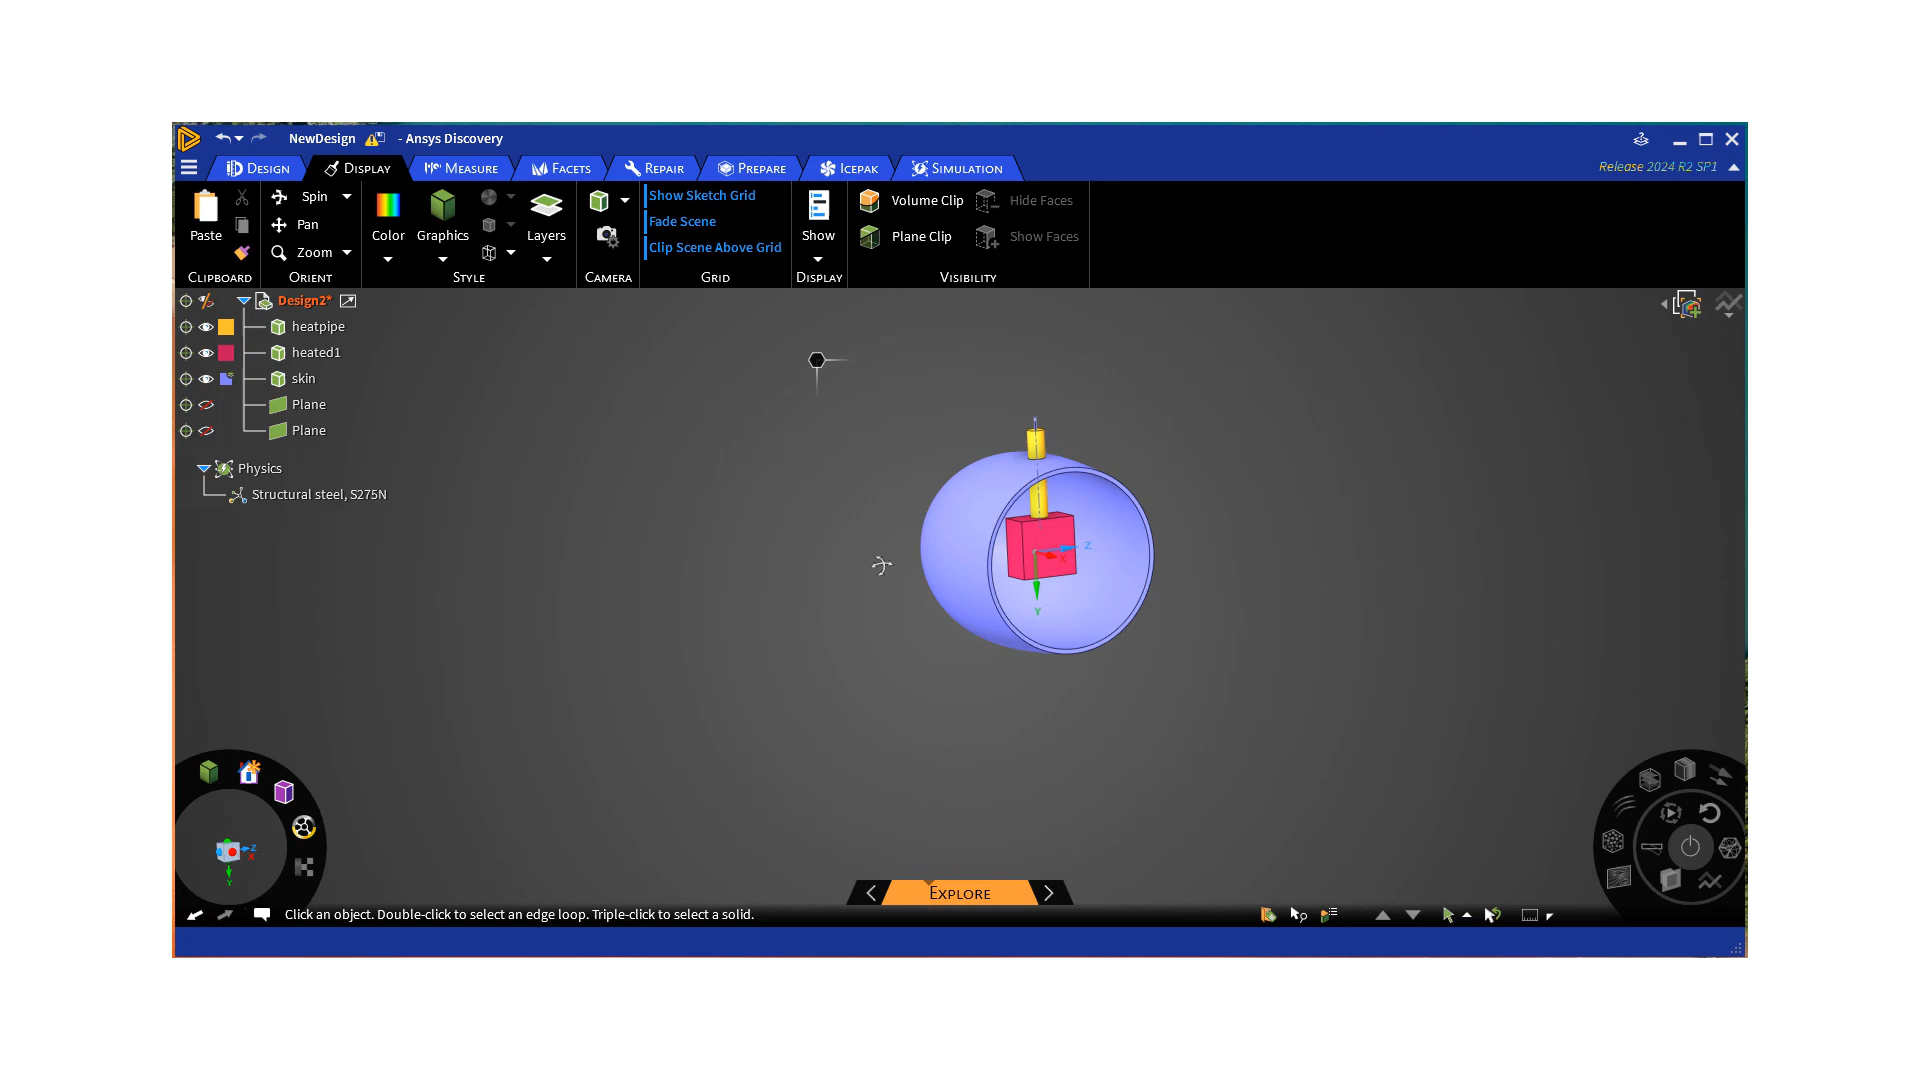 NewDesign - Ansys Discovery
DESIGN DISPLAY MEASURE FACETS REPAIR PREPARE ICEPAK SIMULATION Release 2024 R2 SP1
Spin Show Sketch Grid Volume Clip Hide Faces
Pan Fade Scene
Paste Color Graphics Layers Show Plane Clip Show Faces
Zoom Clip Scene Above Grid
CLIPBOARD ORIENT STYLE CAMERA GRID DISPLAY VISIBILITY
Design2*
heatpipe
heated1
skin
Plane
Plane
Physics
Structural steel, S275N
Z
X
Y
Z
X
Y
EXPLORE
Click an object. Double-click to select an edge loop. Triple-click to select a solid.